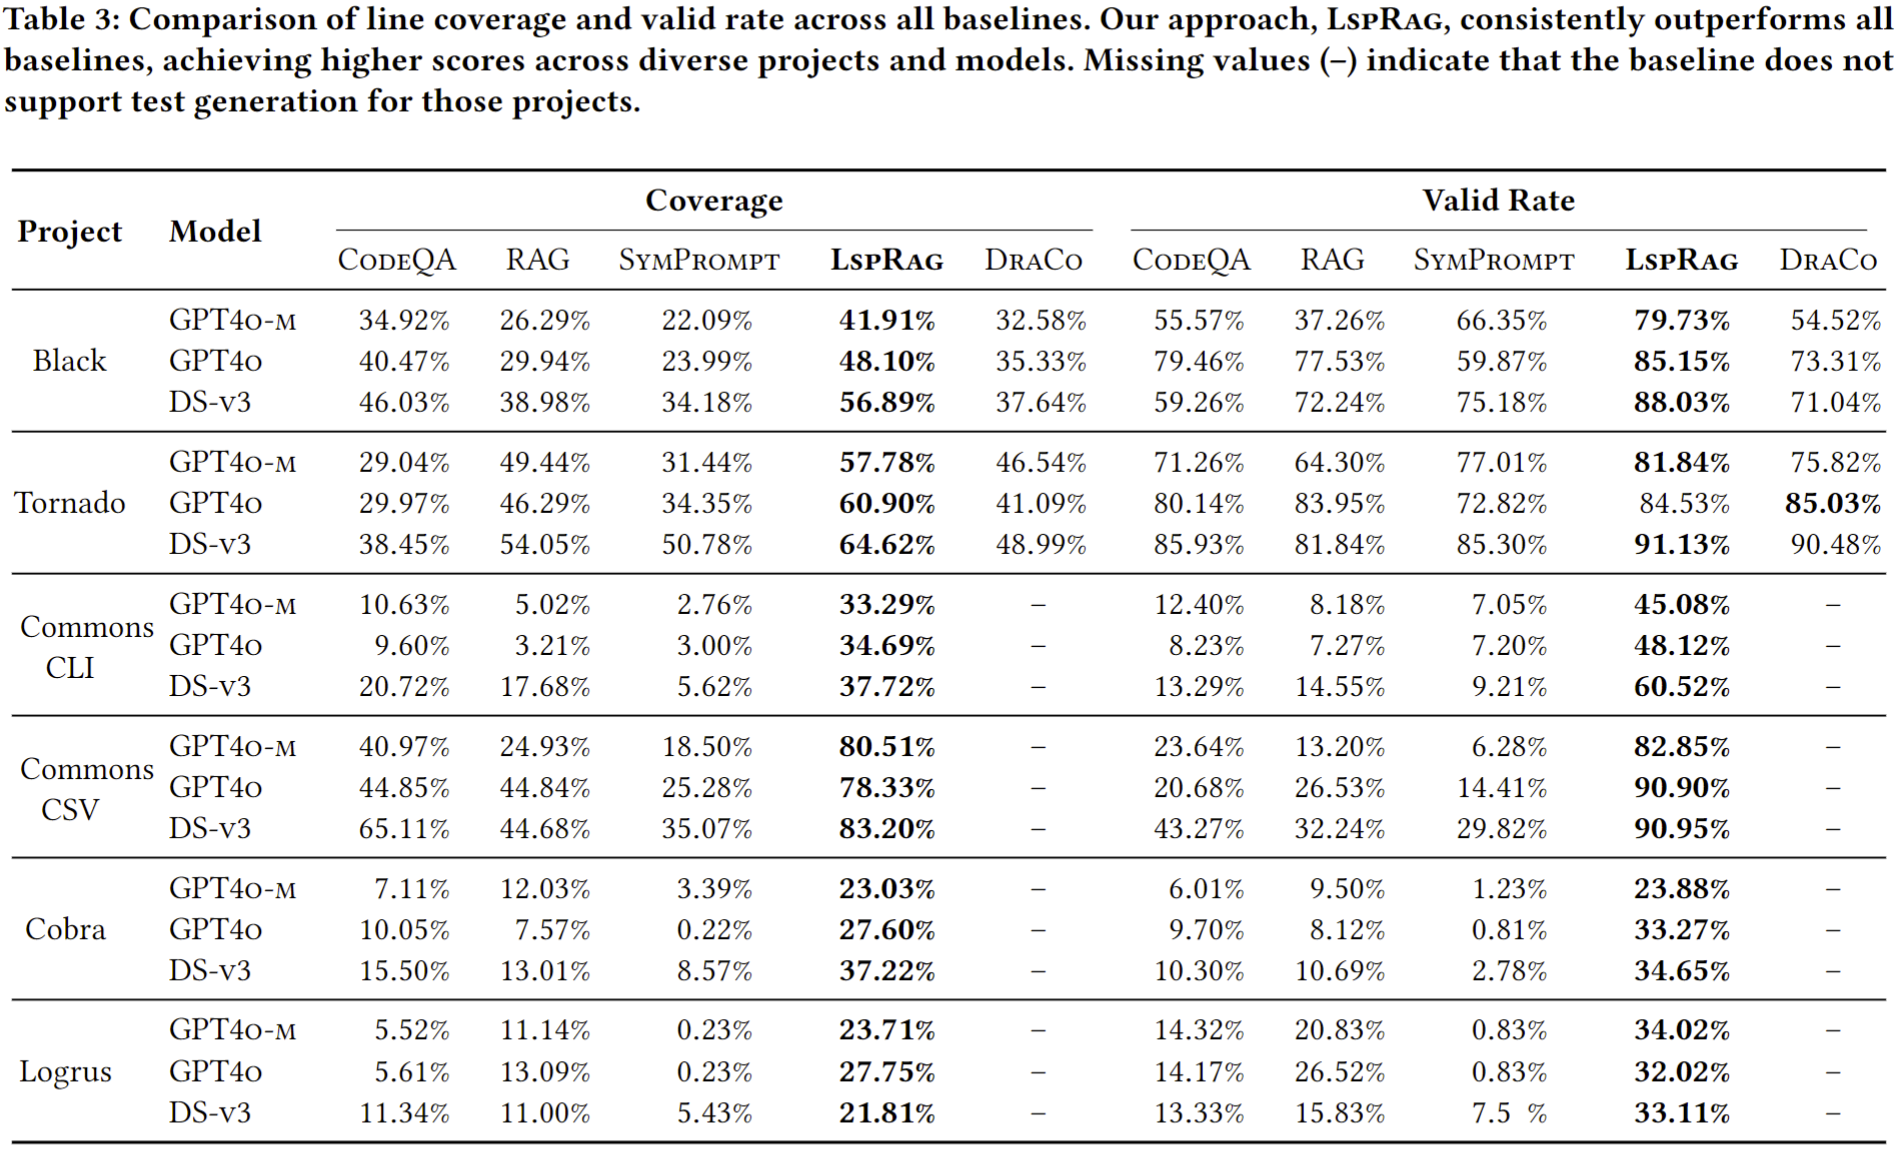 Table 3: Comparison of line coverage and valid rate across all baselines. Our approach, LspRag, consistently outperforms all
baselines, achieving higher scores across diverse projects and models. Missing values (–) indicate that the baseline does not
support test generation for those projects.
Project Model Coverage Valid Rate
CodeQA RAG SymPrompt LspRag DraCo CodeQA RAG SymPrompt LspRag DraCo
Black
GPT4o-m 34.92% 26.29% 22.09% 41.91% 32.58% 55.57% 37.26% 66.35% 79.73% 54.52%
GPT4o 40.47% 29.94% 23.99% 48.10% 35.33% 79.46% 77.53% 59.87% 85.15% 73.31%
DS-v3 46.03% 38.98% 34.18% 56.89% 37.64% 59.26% 72.24% 75.18% 88.03% 71.04%
Tornado
GPT4o-m 29.04% 49.44% 31.44% 57.78% 46.54% 71.26% 64.30% 77.01% 81.84% 75.82%
GPT4o 29.97% 46.29% 34.35% 60.90% 41.09% 80.14% 83.95% 72.82% 84.53% 85.03%
DS-v3 38.45% 54.05% 50.78% 64.62% 48.99% 85.93% 81.84% 85.30% 91.13% 90.48%
Commons
CLI
GPT4o-m 10.63% 5.02% 2.76% 33.29% – 12.40% 8.18% 7.05% 45.08% –
GPT4o 9.60% 3.21% 3.00% 34.69% – 8.23% 7.27% 7.20% 48.12% –
DS-v3 20.72% 17.68% 5.62% 37.72% – 13.29% 14.55% 9.21% 60.52% –
Commons
CSV
GPT4o-m 40.97% 24.93% 18.50% 80.51% – 23.64% 13.20% 6.28% 82.85% –
GPT4o 44.85% 44.84% 25.28% 78.33% – 20.68% 26.53% 14.41% 90.90% –
DS-v3 65.11% 44.68% 35.07% 83.20% – 43.27% 32.24% 29.82% 90.95% –
Cobra
GPT4o-m 7.11% 12.03% 3.39% 23.03% – 6.01% 9.50% 1.23% 23.88% –
GPT4o 10.05% 7.57% 0.22% 27.60% – 9.70% 8.12% 0.81% 33.27% –
DS-v3 15.50% 13.01% 8.57% 37.22% – 10.30% 10.69% 2.78% 34.65% –
Logrus
GPT4o-m 5.52% 11.14% 0.23% 23.71% – 14.32% 20.83% 0.83% 34.02% –
GPT4o 5.61% 13.09% 0.23% 27.75% – 14.17% 26.52% 0.83% 32.02% –
DS-v3 11.34% 11.00% 5.43% 21.81% – 13.33% 15.83% 7.5 % 33.11% –